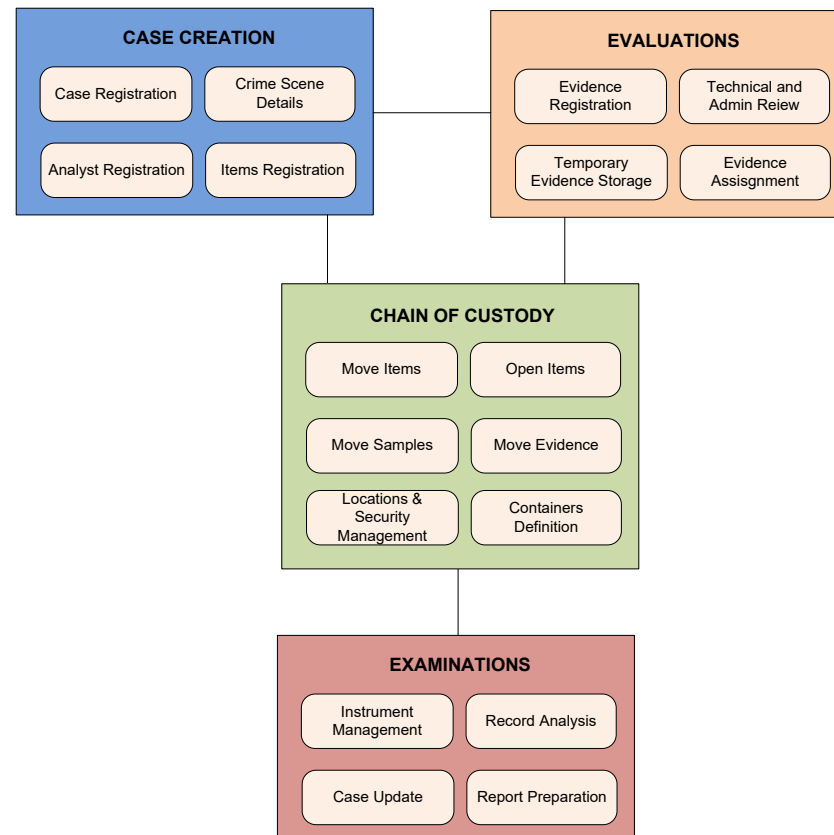 CASE CREATION
Case Registration
Crime Scene
Details
Analyst Registration
Items Registration
EVALUATIONS
Evidence
Registration
Technical and
Admin Reiew
Temporary
Evidence Storage
Evidence
Assisgnment
CHAIN OF CUSTODY
Move Items
Open Items
Move Samples
Move Evidence
Locations &
Security
Management
Containers
Definition
EXAMINATIONS
Instrument
Management
Record Analysis
Case Update
Report Preparation